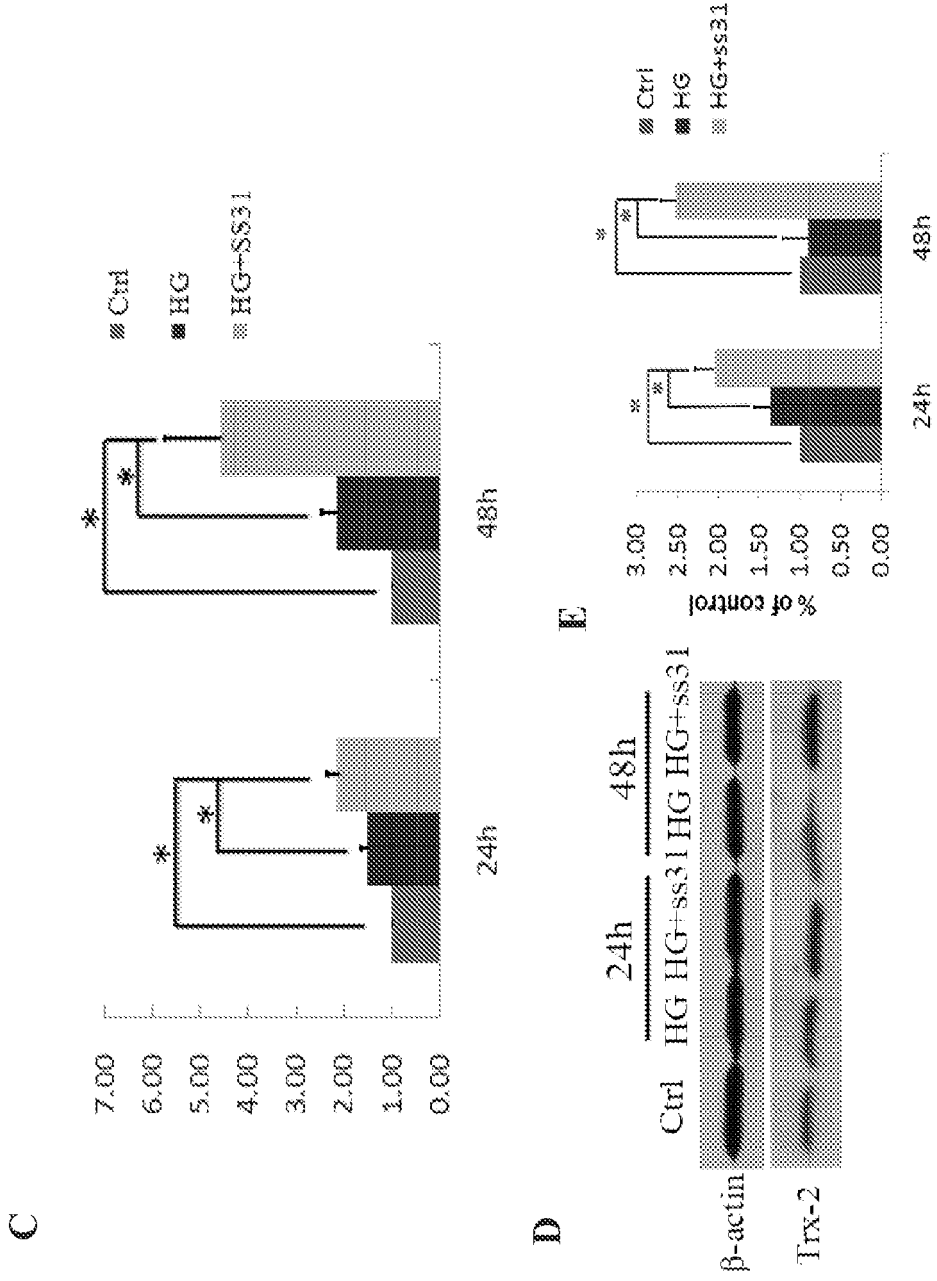 C
7.00
6.00
5.00
4.00
3.00
2.00
1.00
0.00
*
*
*
*
24h
48h
Ctrl
HG
HG+SS31
D
24h
48h
Ctrl HG HG+ss31 HG HG+ss31
β-actin
Trx-2
E
% of control
3.00
2.50
2.00
1.50
1.00
0.50
0.00
*
*
*
*
24h
48h
Ctrl
HG
HG+ss31